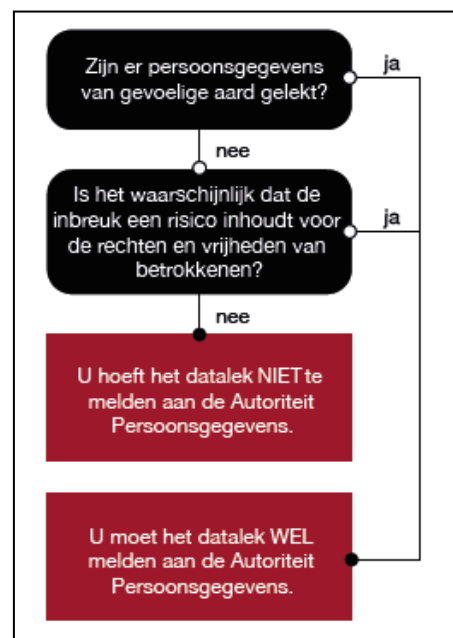 Zijn er persoonsgegevens
van gevoelige aard gelekt?
ja
nee
Is het waarschijnlijk dat de
inbreuk een risico inhoudt voor
de rechten en vrijheden van
betrokkenen?
ja
nee
U hoeft het datalek NIET te
melden aan de Autoriteit
Persoonsgegevens.
U moet het datalek WEL
melden aan de Autoriteit
Persoonsgegevens.